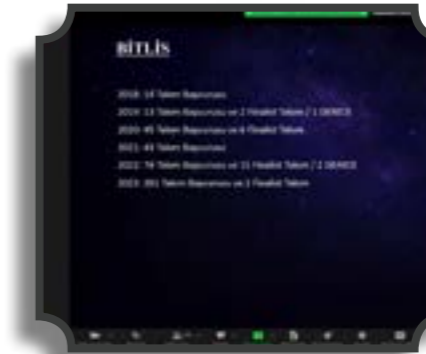 BİTLİS
2018: 14 Takım Başvurusu
2019: 13 Takım Başvurusu ve 2 Finalist Takım / 1 DERECE
2020: 45 Takım Başvurusu ve 6 Finalist Takım
2021: 43 Takım Başvurusu
2022: 74 Takım Başvurusu ve 11 Finalist Takım / 2 DERECE
2023: 301 Takım Başvurusu ve 3 Finalist Takım